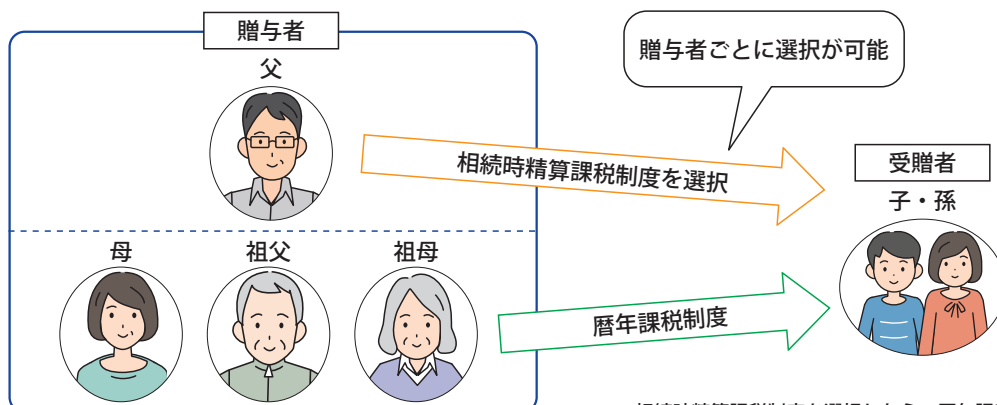 贈与者
父
贈与者ごとに選択が可能
相続時精算課税制度を選択
受贈者
子・孫
母
祖父
祖母
暦年課税制度